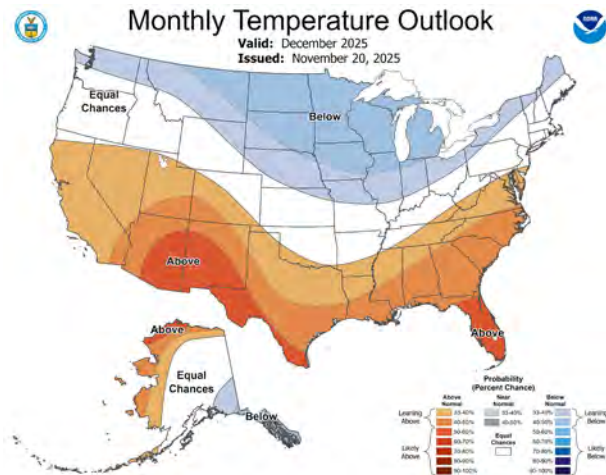 Monthly Temperature Outlook
Valid: December 2025
Issued: November 20, 2025
NOAA
Equal
Chances
Below
Above
Above
Above
Equal
Chances
Below
Probability
(Percent Chance)
Above
Normal
Near
Normal
Below
Normal
Leaning
Above
Likely
Above
33-40%
40-50%
50-60%
60-70%
70-80%
80-90%
90-100%
33-40%
40-50%
Equal
Chances
33-40%
40-50%
50-60%
60-70%
70-80%
80-90%
90-100%
Leaning
Below
Likely
Below